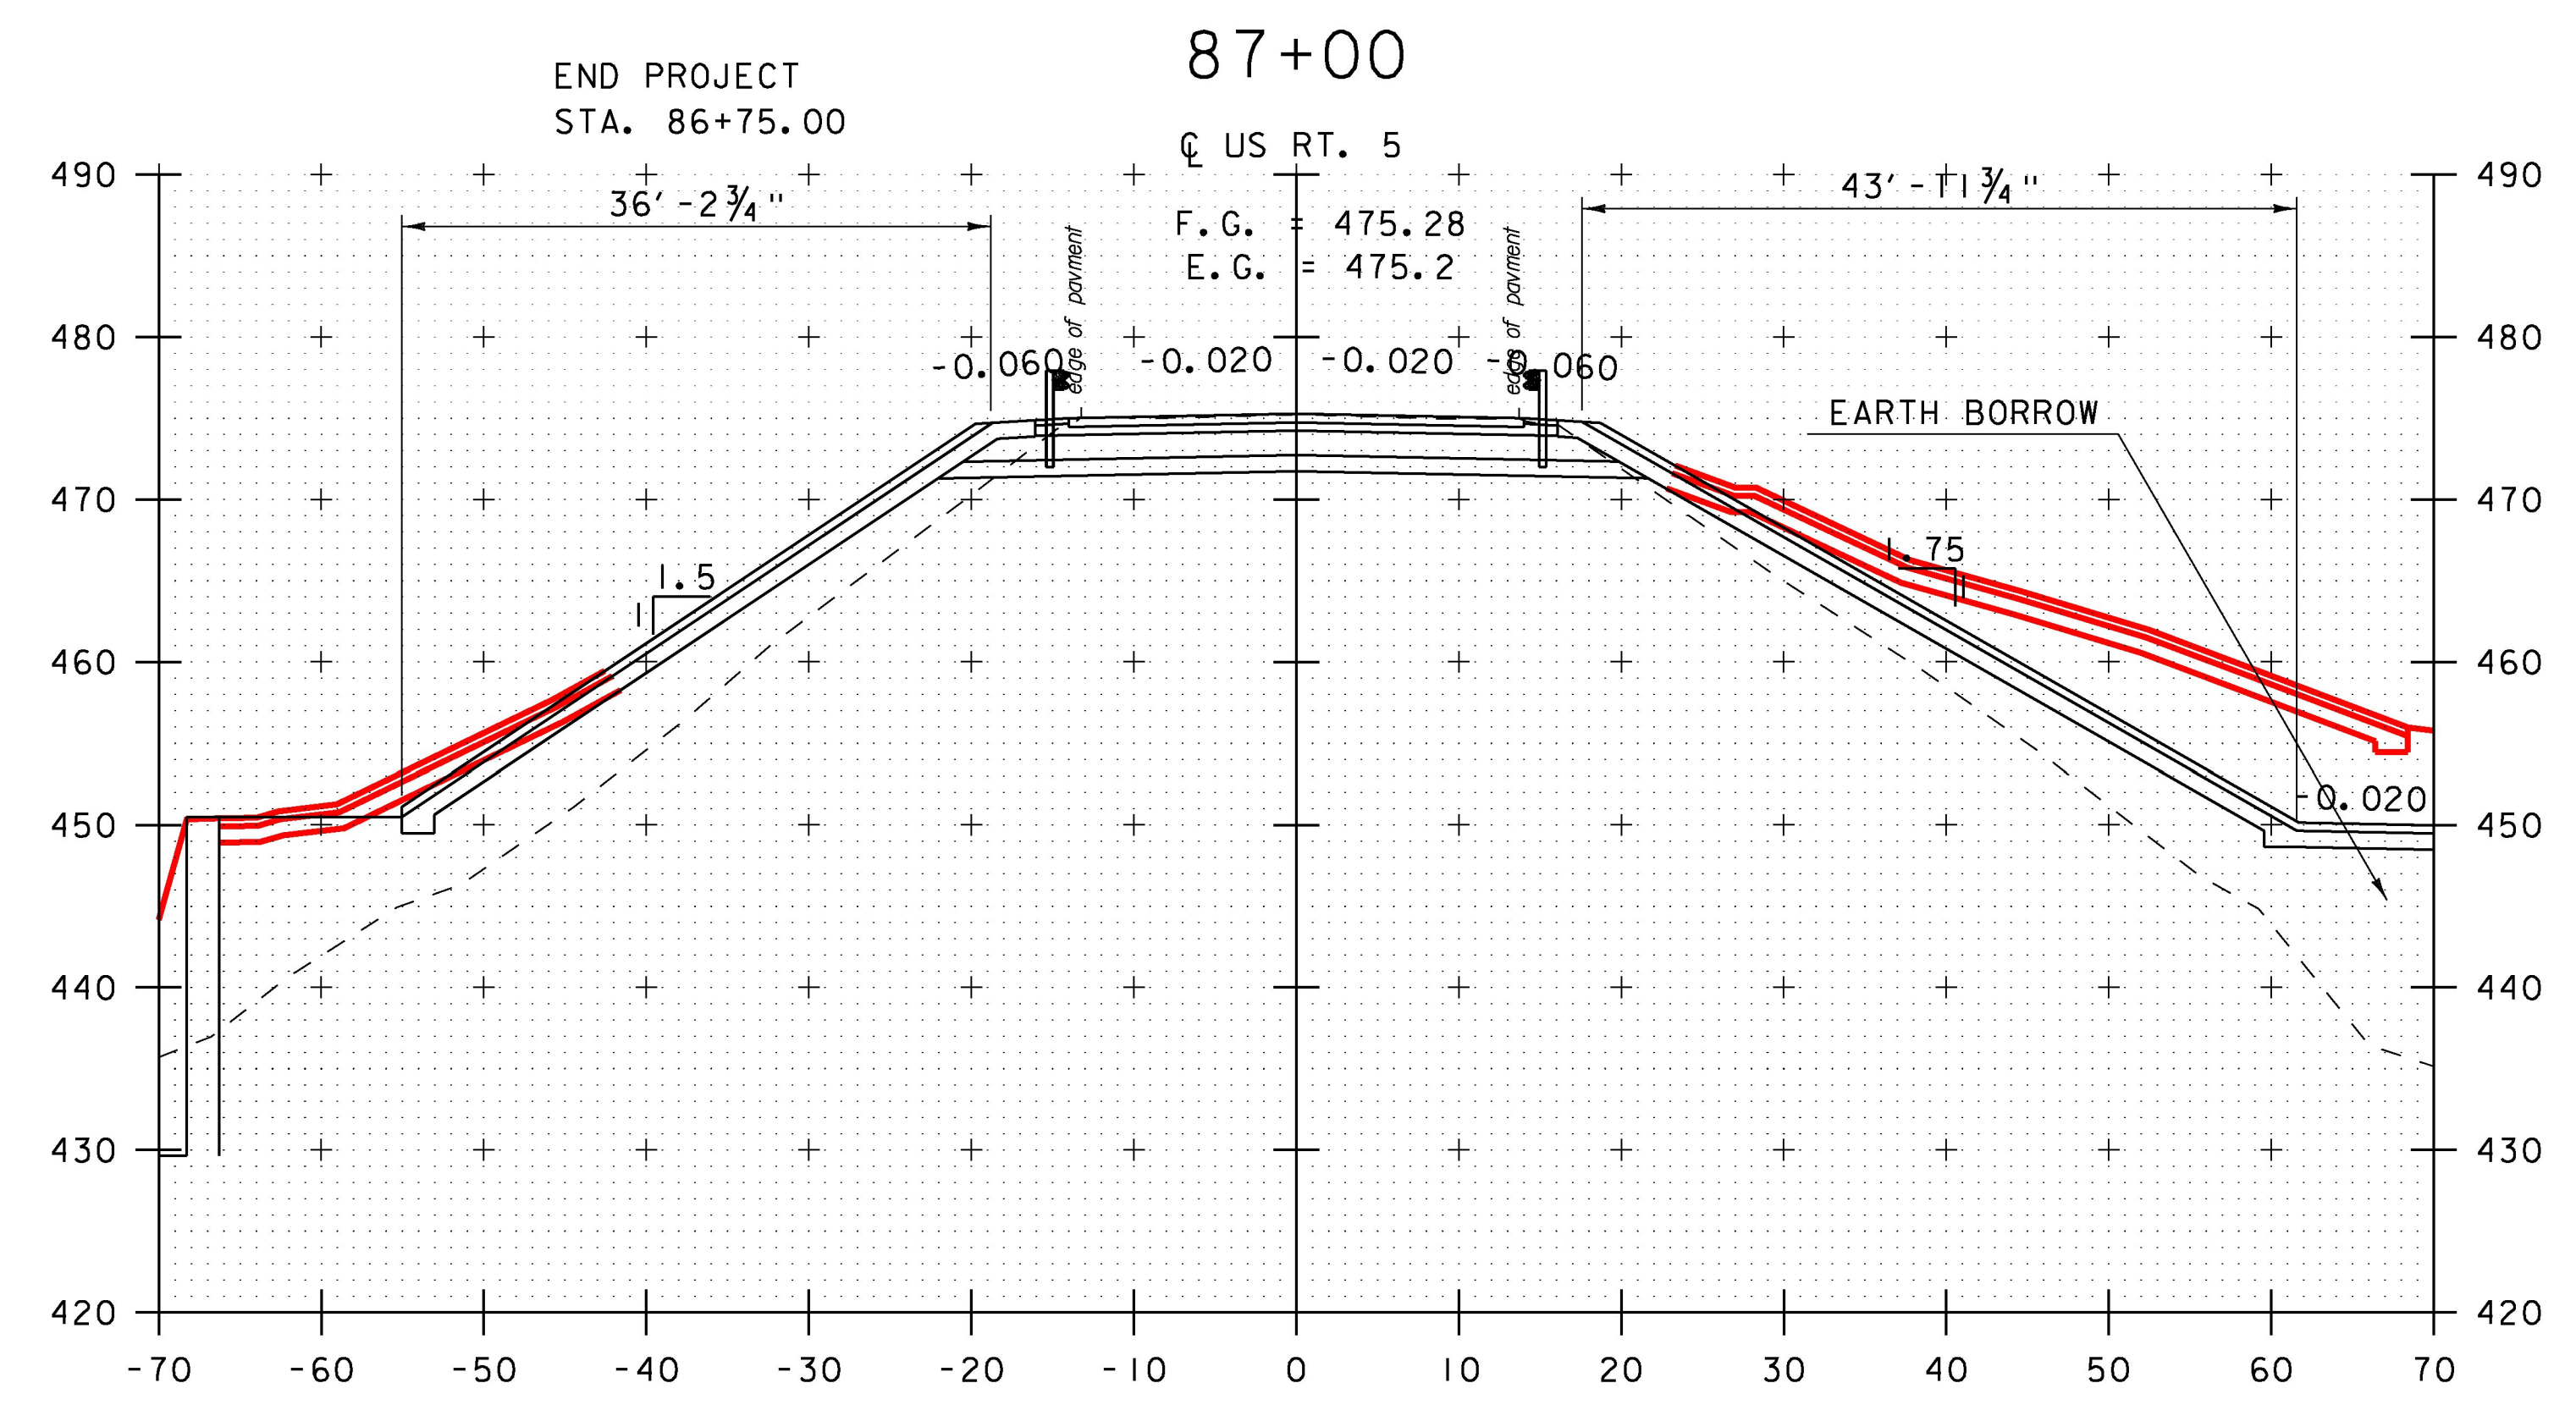 87+00
END PROJECT
STA. 86+75.00
℄ US RT. 5
490 490
36'-2¾" 43'-11¾"
F.G. = 475.28
E.G. = 475.2
edge of pavment edge of pavment
480 480
-0.060 -0.020 -0.020 -0.060
EARTH BORROW
470 470
1.75
1
1.5
1
460 460
-0.020
450 450
440 440
430 430
420 420
-70 -60 -50 -40 -30 -20 -10 0 10 20 30 40 50 60 70